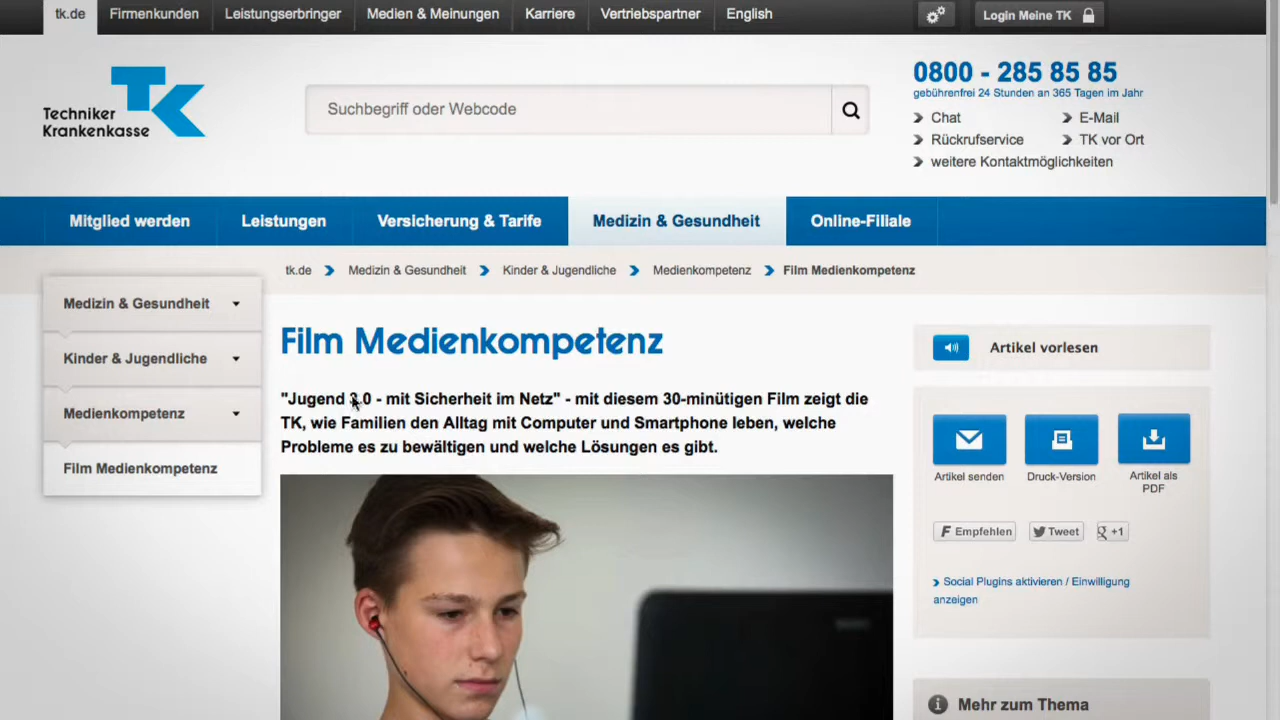 tk.de Firmenkunden Leistungserbringer Medien & Meinungen Karriere Vertriebspartner English Login Meine TK
TK
Techniker
Krankenkasse
Suchbegriff oder Webcode
0800 - 285 85 85
gebührenfrei 24 Stunden an 365 Tagen im Jahr
Chat E-Mail
Rückrufservice TK vor Ort
weitere Kontaktmöglichkeiten
Mitglied werden Leistungen Versicherung & Tarife Medizin & Gesundheit Online-Filiale
tk.de Medizin & Gesundheit Kinder & Jugendliche Medienkompetenz Film Medienkompetenz
Medizin & Gesundheit
Kinder & Jugendliche
Medienkompetenz
Film Medienkompetenz
Film Medienkompetenz
"Jugend 3.0 - mit Sicherheit im Netz" - mit diesem 30-minütigen Film zeigt die
TK, wie Familien den Alltag mit Computer und Smartphone leben, welche
Probleme es zu bewältigen und welche Lösungen es gibt.
Artikel vorlesen
Artikel senden Druck-Version Artikel als
PDF
Empfehlen Tweet +1
Social Plugins aktivieren / Einwilligung
anzeigen
Mehr zum Thema